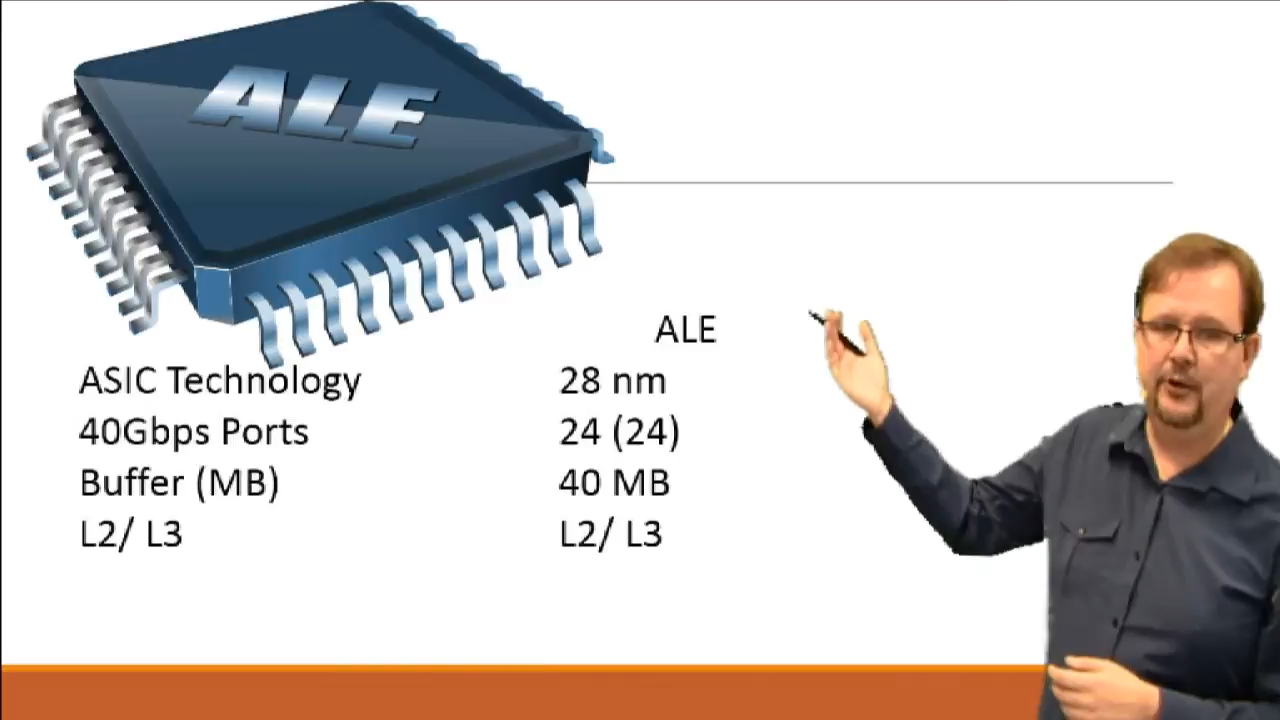 ALE
ALE
ASIC Technology 28 nm
40Gbps Ports 24 (24)
Buffer (MB) 40 MB
L2/ L3 L2/ L3